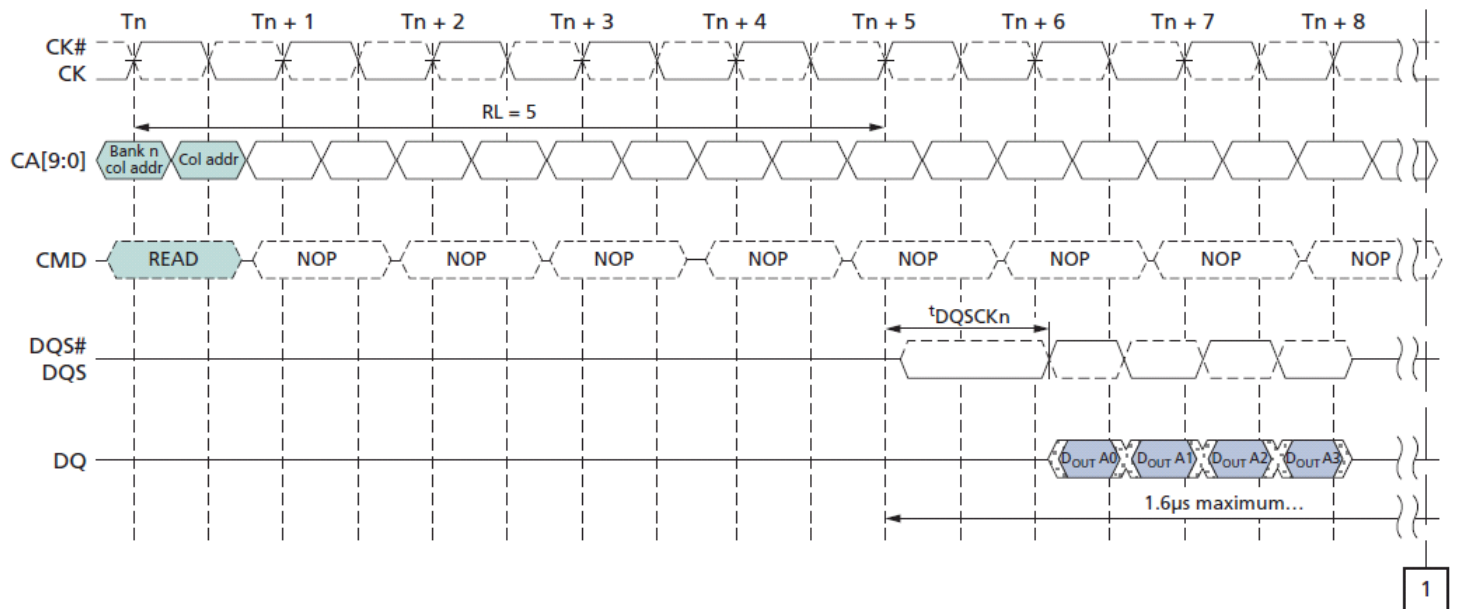 Tn Tn + 1 Tn + 2 Tn + 3 Tn + 4 Tn + 5 Tn + 6 Tn + 7 Tn + 8
CK#
CK
RL = 5
CA[9:0] Bank n
col addr Col addr
CMD READ NOP NOP NOP NOP NOP NOP NOP NOP
tDQSCKn
DQS#
DQS
DQ DOUT A0 DOUT A1 DOUT A2 DOUT A3
1.6µs maximum…
1